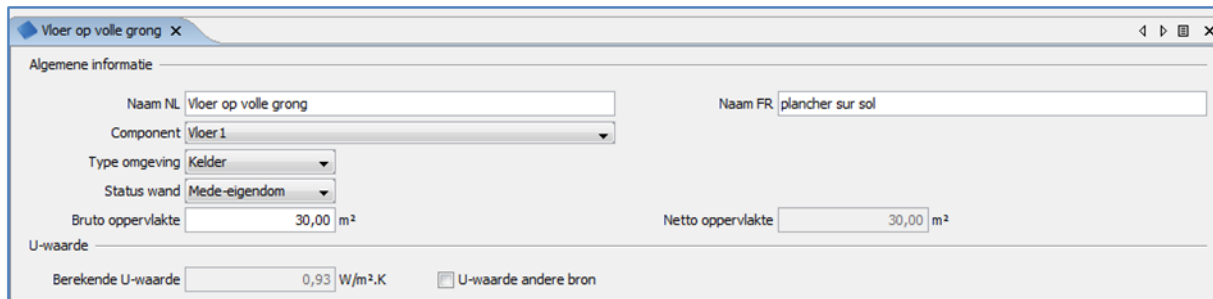 Vloer op volle grong
Algemene informatie
Naam NL Vloer op volle grong Naam FR plancher sur sol
Component Vloer1
Type omgeving Kelder
Status wand Mede-eigendom
Bruto oppervlakte 30,00 m² Netto oppervlakte 30,00 m²
U-waarde
Berekende U-waarde 0,93 W/m².K U-waarde andere bron